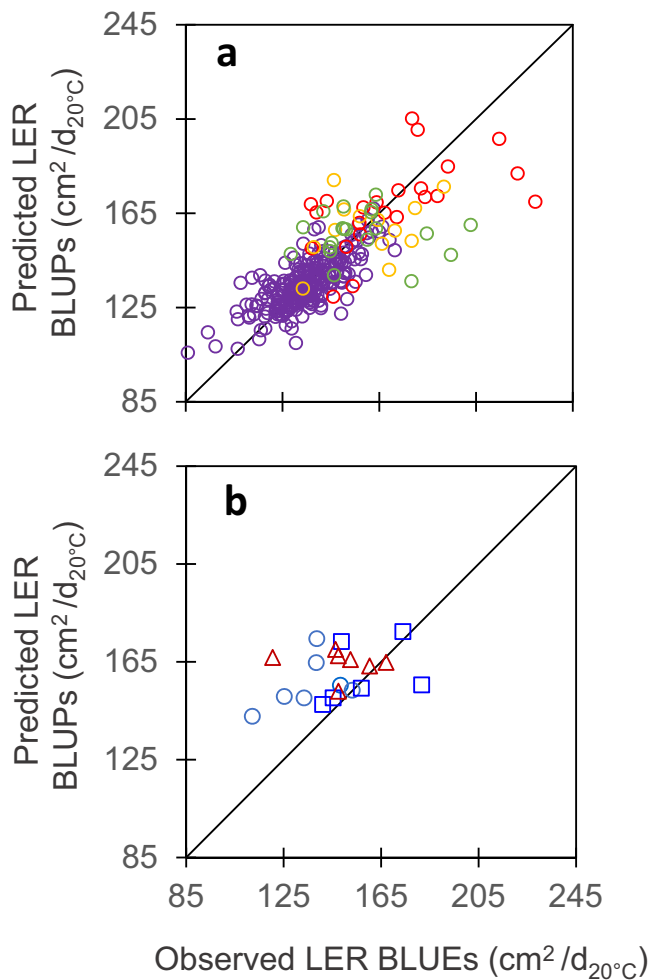 a
Predicted LER
BLUPs (cm²/d20°C)
245
205
165
125
85
b
Predicted LER
BLUPs (cm²/d20°C)
245
205
165
125
85
85 125 165 205 245
Observed LER BLUEs (cm²/d20°C)